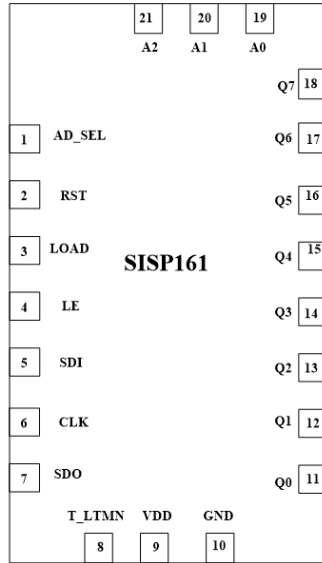 21 20 19
A2 A1 A0
Q7 18
1 AD_SEL Q6 17
2 RST Q5 16
3 LOAD SISP161 Q4 15
4 LE Q3 14
5 SDI Q2 13
6 CLK Q1 12
7 SDO Q0 11
T_LTMN VDD GND
8 9 10